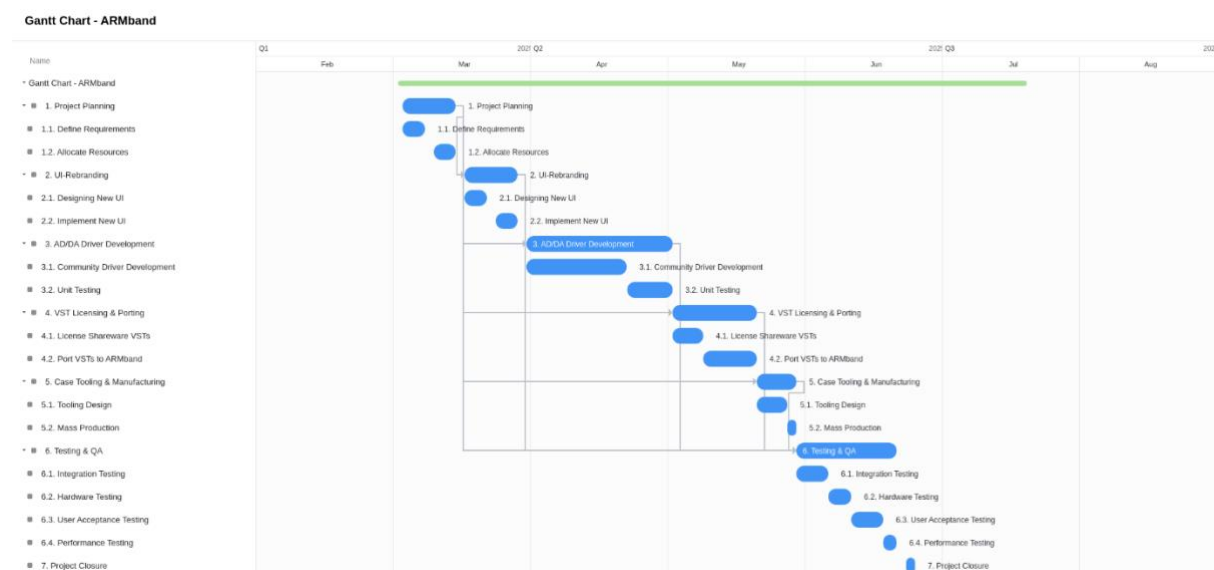 Gantt Chart - ARMband
Q1 202! Q2 202! Q3 202
Name Feb Mar Apr May Jun Jul Aug
Gantt Chart - ARMband
1. Project Planning 1. Project Planning
1.1. Define Requirements 1.1. Define Requirements
1.2. Allocate Resources 1.2. Allocate Resources
2. UI-Rebranding 2. UI-Rebranding
2.1. Designing New UI 2.1. Designing New UI
2.2. Implement New UI 2.2. Implement New UI
3. AD/DA Driver Development 3. AD/DA Driver Development
3.1. Community Driver Development 3.1. Community Driver Development
3.2. Unit Testing 3.2. Unit Testing
4. VST Licensing & Porting 4. VST Licensing & Porting
4.1. License Shareware VSTs 4.1. License Shareware VSTs
4.2. Port VSTs to ARMband 4.2. Port VSTs to ARMband
5. Case Tooling & Manufacturing 5. Case Tooling & Manufacturing
5.1. Tooling Design 5.1. Tooling Design
5.2. Mass Production 5.2. Mass Production
6. Testing & QA 6. Testing & QA
6.1. Integration Testing 6.1. Integration Testing
6.2. Hardware Testing 6.2. Hardware Testing
6.3. User Acceptance Testing 6.3. User Acceptance Testing
6.4. Performance Testing 6.4. Performance Testing
7. Project Closure 7. Project Closure